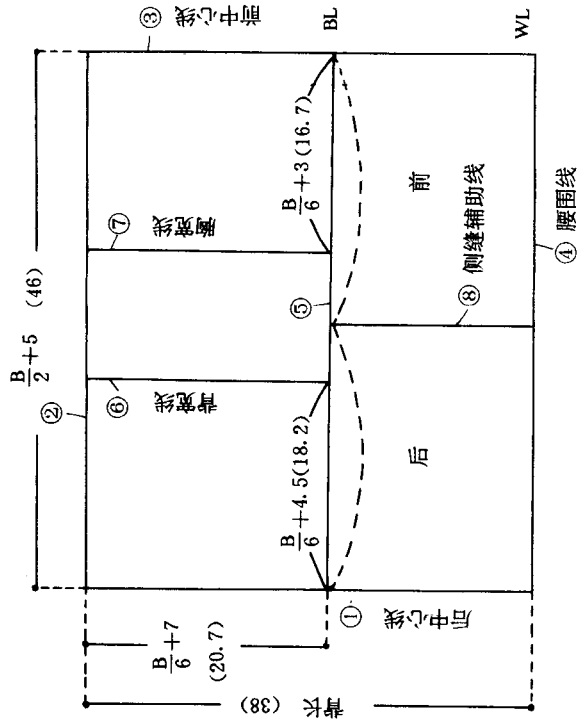 B/2+5 (46)
②
③ 前中心线
⑥ 背宽线
⑦ 胸宽线
B/6+7
(20.7)
B/6+4.5(18.2)
B/6+3(16.7)
⑤
BL
① 后中心线
后
前
⑧ 侧缝辅助线
背长 (38)
WL
④ 腰围线